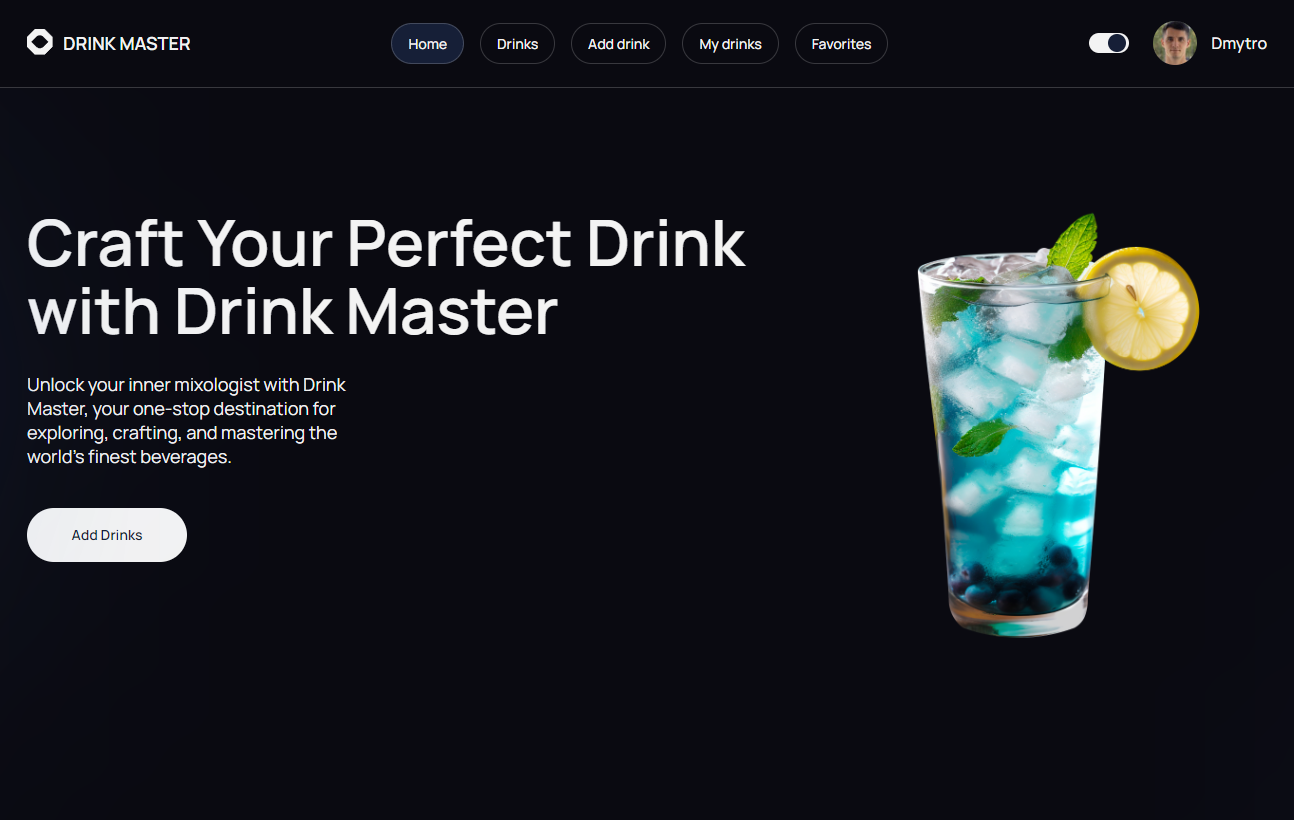 DRINK MASTER
Home
Drinks
Add drink
My drinks
Favorites
Dmytro
Craft Your Perfect Drink
with Drink Master
Unlock your inner mixologist with Drink
Master, your one-stop destination for
exploring, crafting, and mastering the
world's finest beverages.
Add Drinks